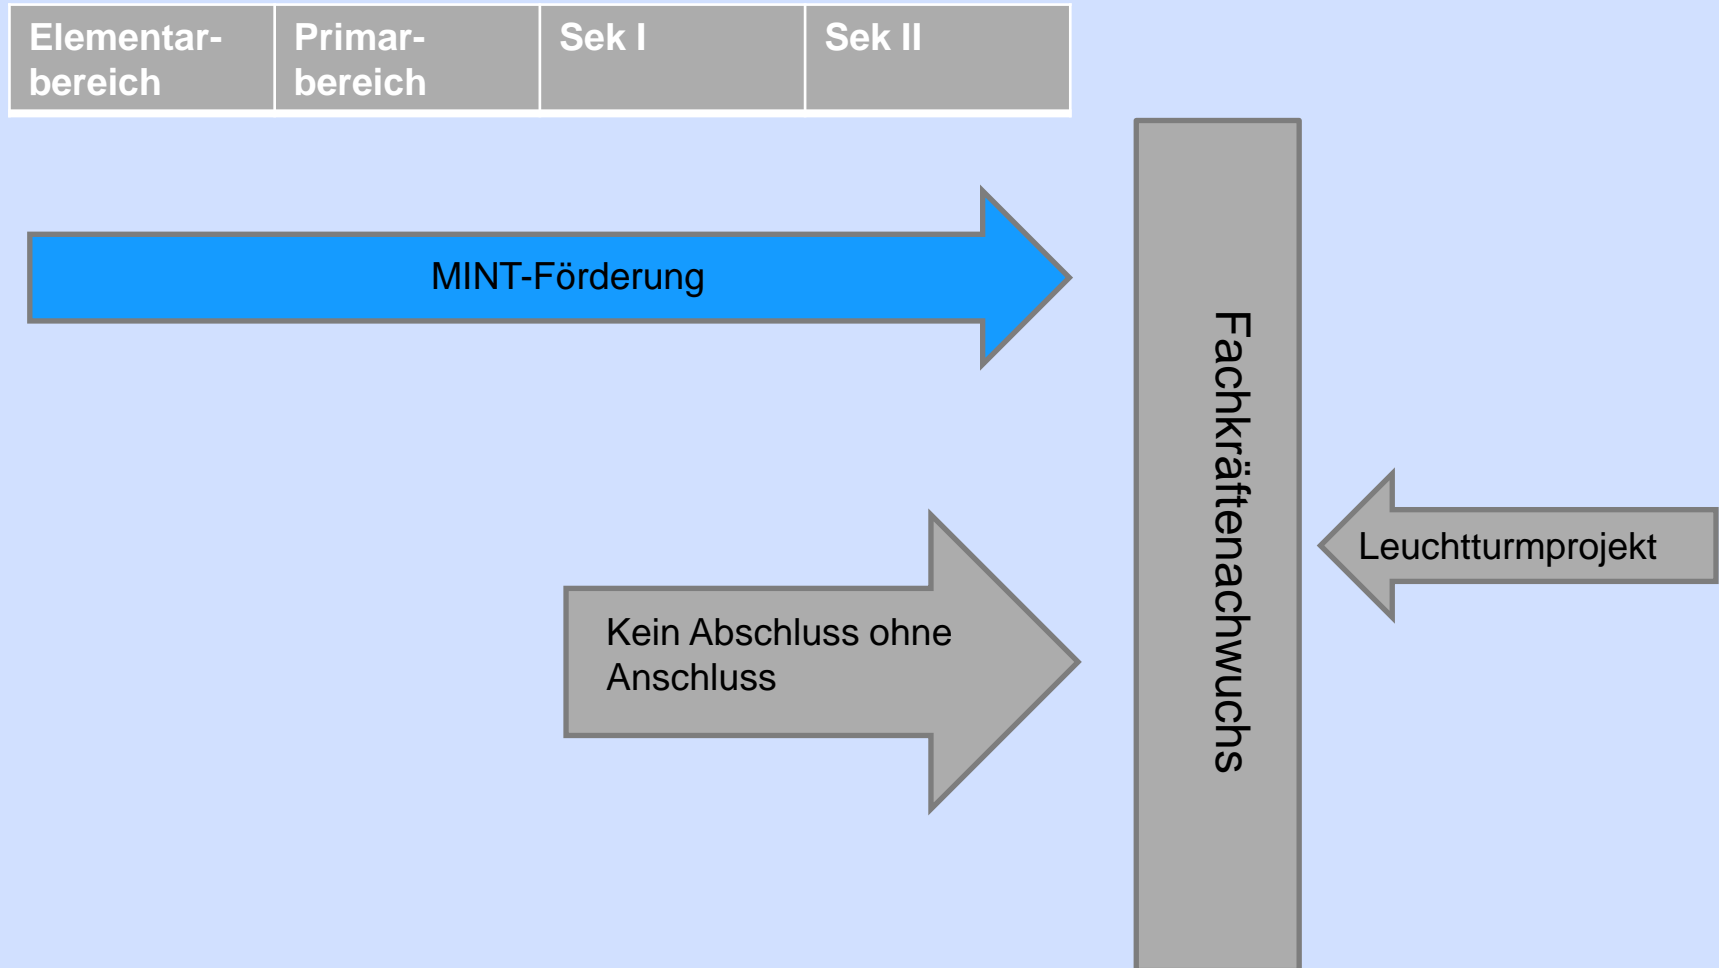 Elementar-
bereich
Primar-
bereich
Sek I
Sek II
MINT-Förderung
Fachkräftenachwuchs
Leuchtturmprojekt
Kein Abschluss ohne
Anschluss